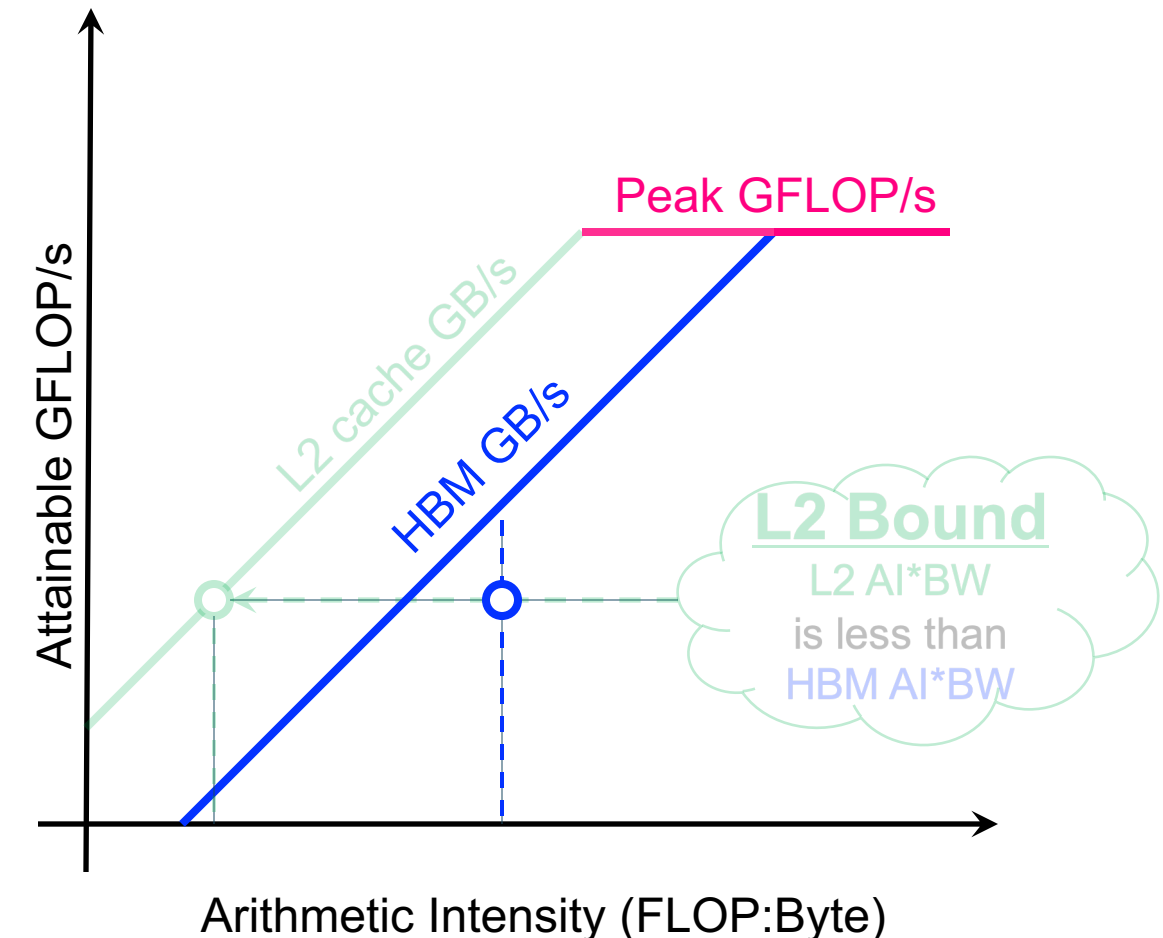 Peak GFLOP/s
L2 cache GB/s
HBM GB/s
Attainable GFLOP/s
L2 Bound
L2 AI*BW
is less than
HBM AI*BW
Arithmetic Intensity (FLOP:Byte)